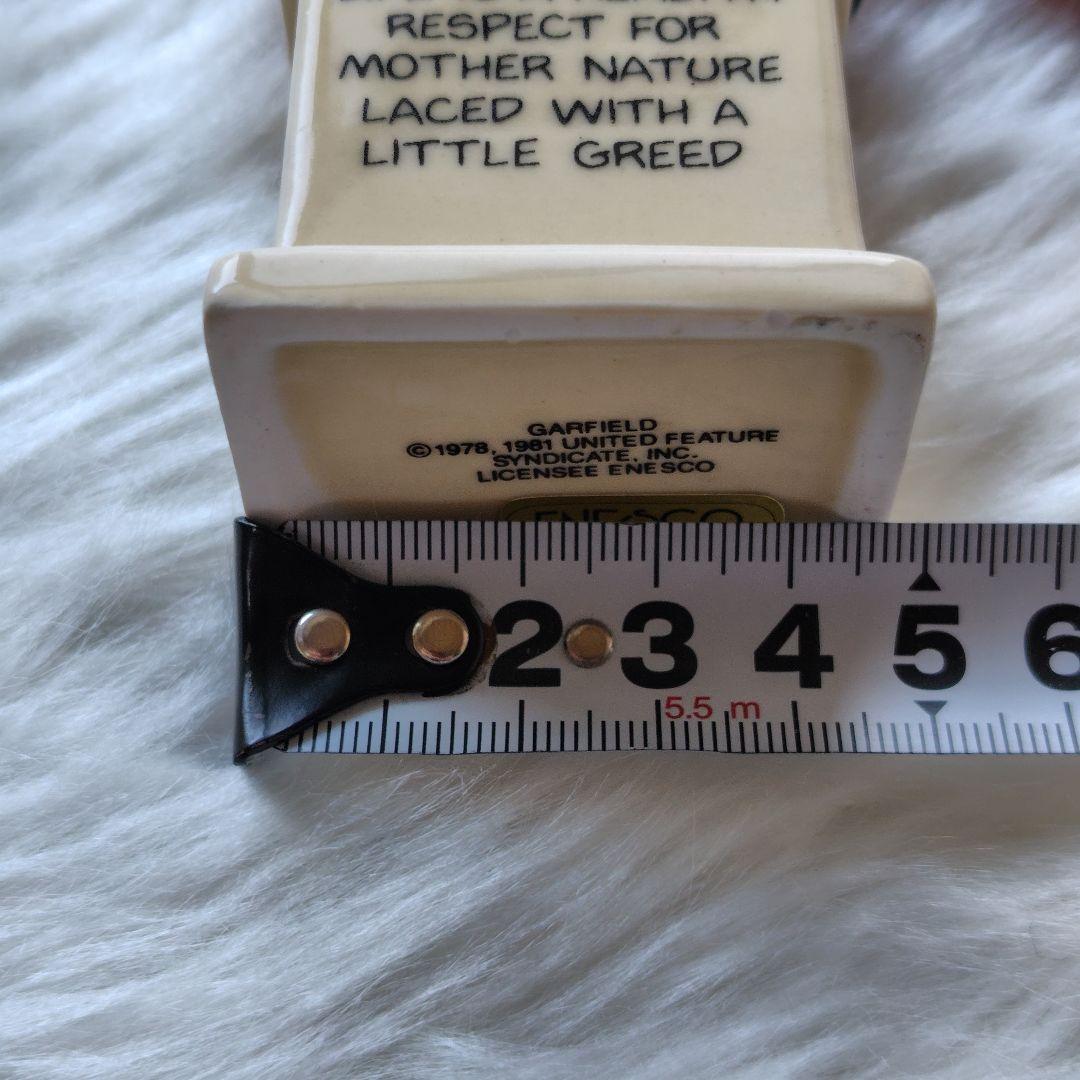 RESPECT FOR
MOTHER NATURE
LACED WITH A
LITTLE GREED
GARFIELD
©1978, 1981 UNITED FEATURE
SYNDICATE, INC.
LICENSEE ENESCO
ENESCO
2 3 4 5 6
5.5 m